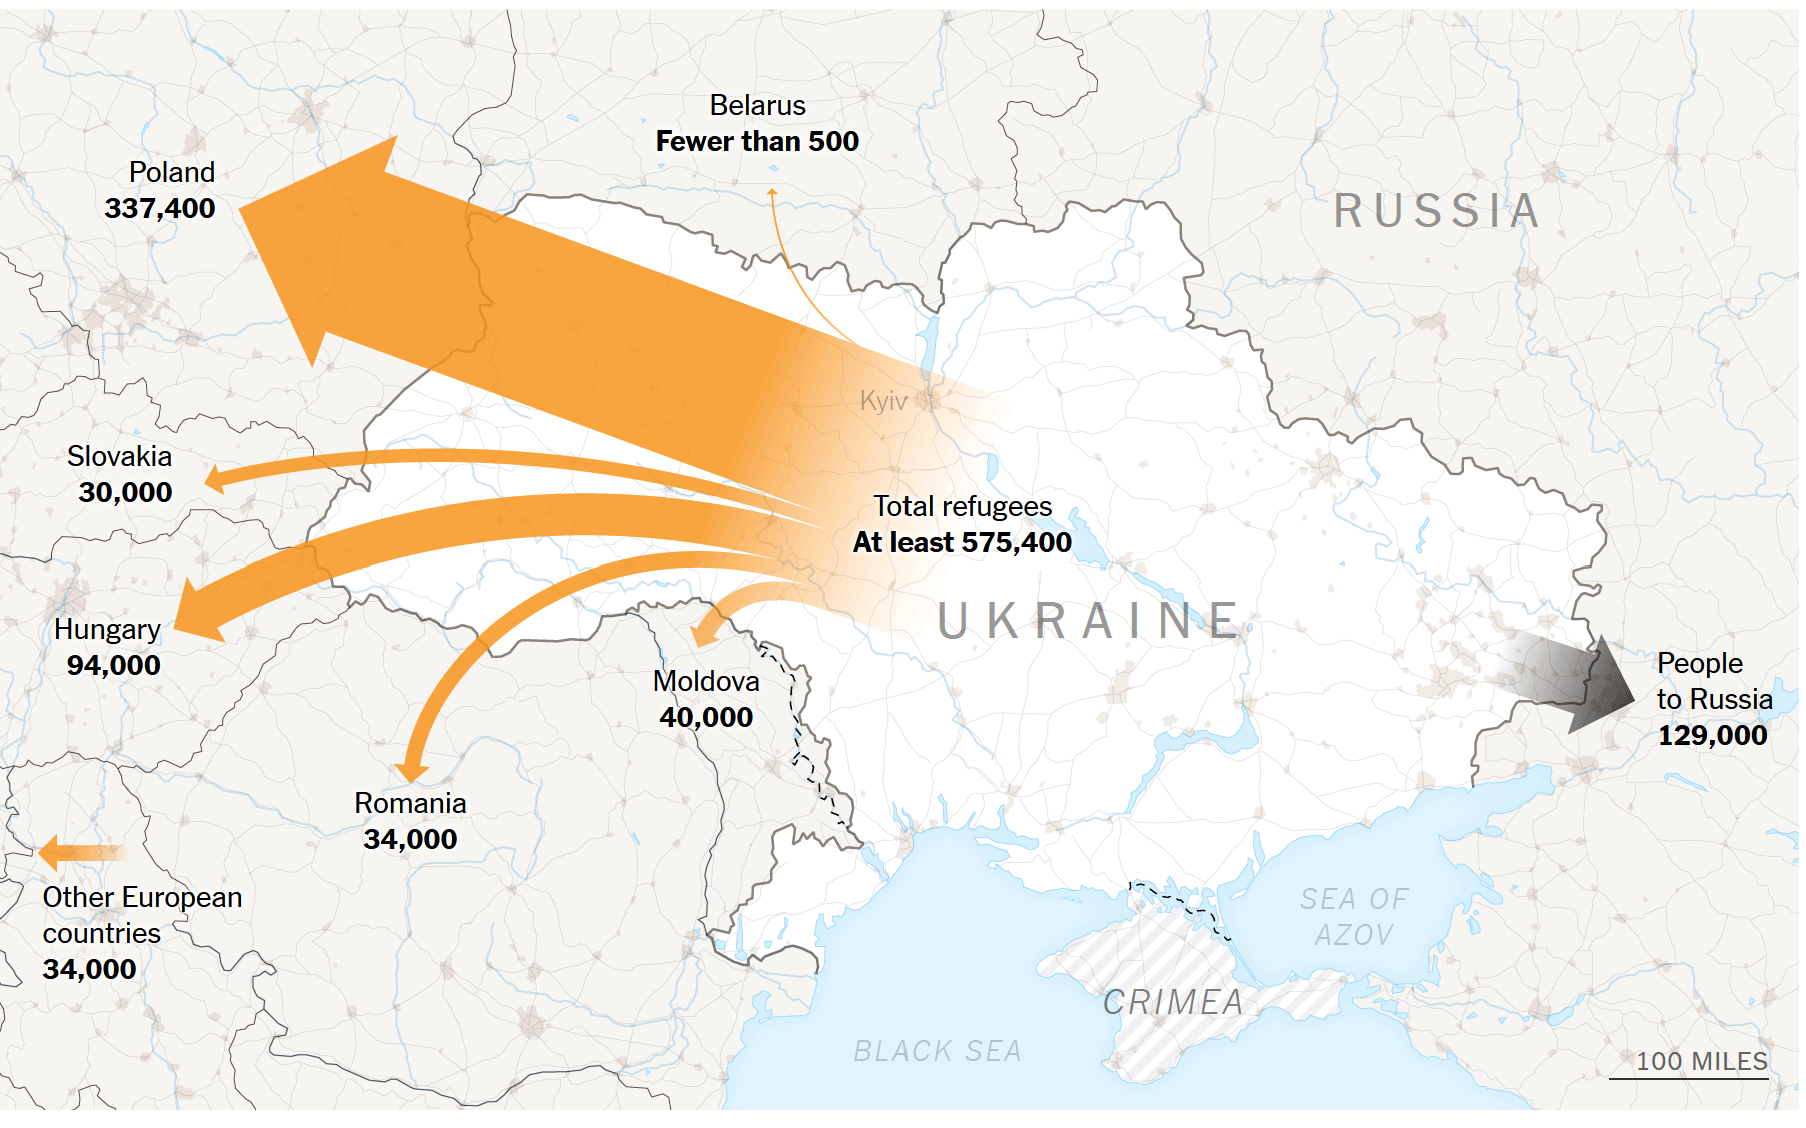 Belarus
Fewer than 500
Poland
337,400
RUSSIA
Kyiv
Slovakia
30,000
Total refugees
At least 575,400
UKRAINE
Hungary
94,000
Moldova
40,000
People
to Russia
129,000
Romania
34,000
Other European
countries
34,000
SEA OF
AZOV
CRIMEA
BLACK SEA
100 MILES